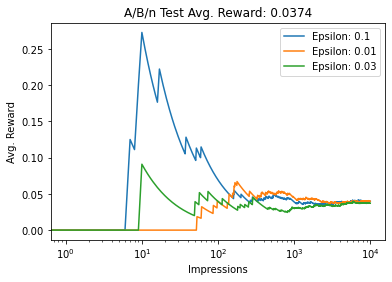 A/B/n Test Avg. Reward: 0.0374
Epsilon: 0.1
Epsilon: 0.01
Epsilon: 0.03
Avg. Reward
0.25
0.20
0.15
0.10
0.05
0.00
10⁰ 10¹ 10² 10³ 10⁴
Impressions